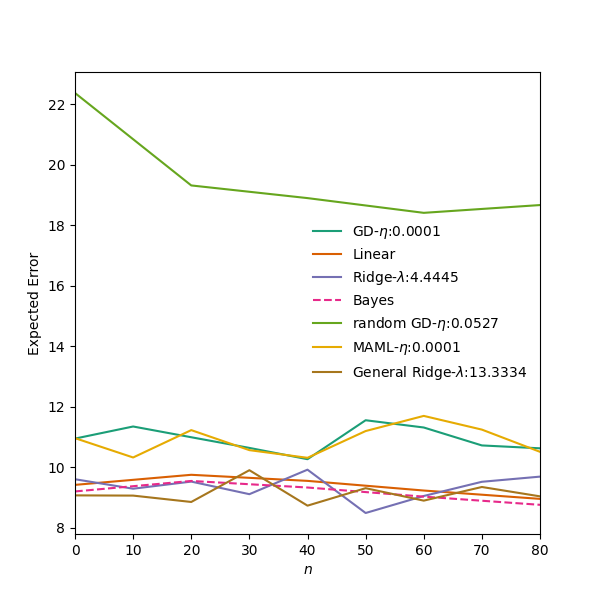 22
20
18
16
14
12
10
8
Expected Error
GD-η:0.0001
Linear
Ridge-λ:4.4445
Bayes
random GD-η:0.0527
MAML-η:0.0001
General Ridge-λ:13.3334
0 10 20 30 40 50 60 70 80
n